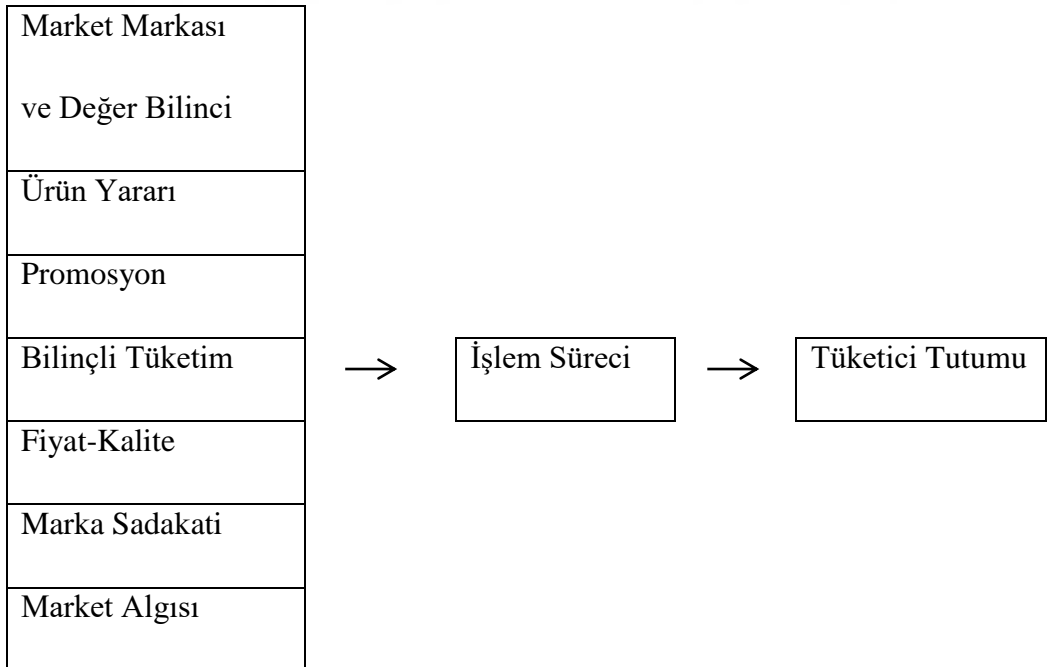 Market Markası
ve Değer Bilinci
Ürün Yararı
Promosyon
Bilinçli Tüketim
Fiyat-Kalite
Marka Sadakati
Market Algısı
İşlem Süreci
Tüketici Tutumu